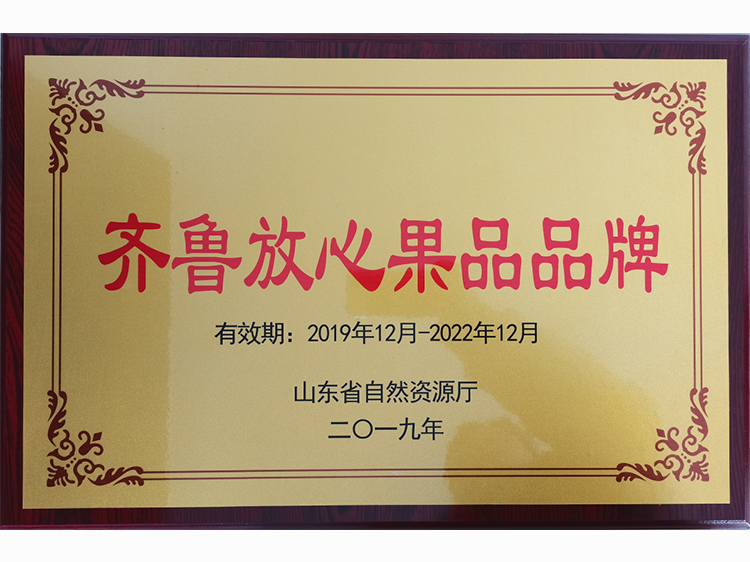 齐鲁放心果品品牌
有效期：2019年12月-2022年12月
山东省自然资源厅
二〇一九年